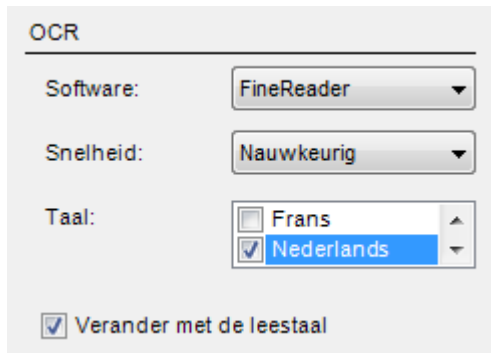 OCR
Software: FineReader
Snelheid: Nauwkeurig
Taal: Frans
Nederlands
Verander met de leestaal